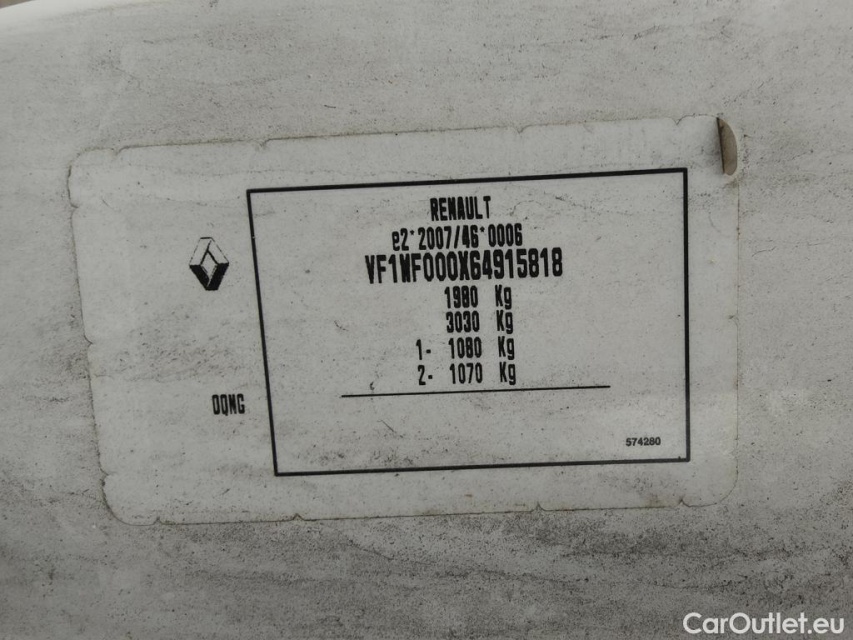 RENAULT
e2*2007/46*0006
VF1WF000X64915818
1980 Kg
3030 Kg
1- 1080 Kg
2- 1070 Kg
DQNG
574280
CarOutlet.eu